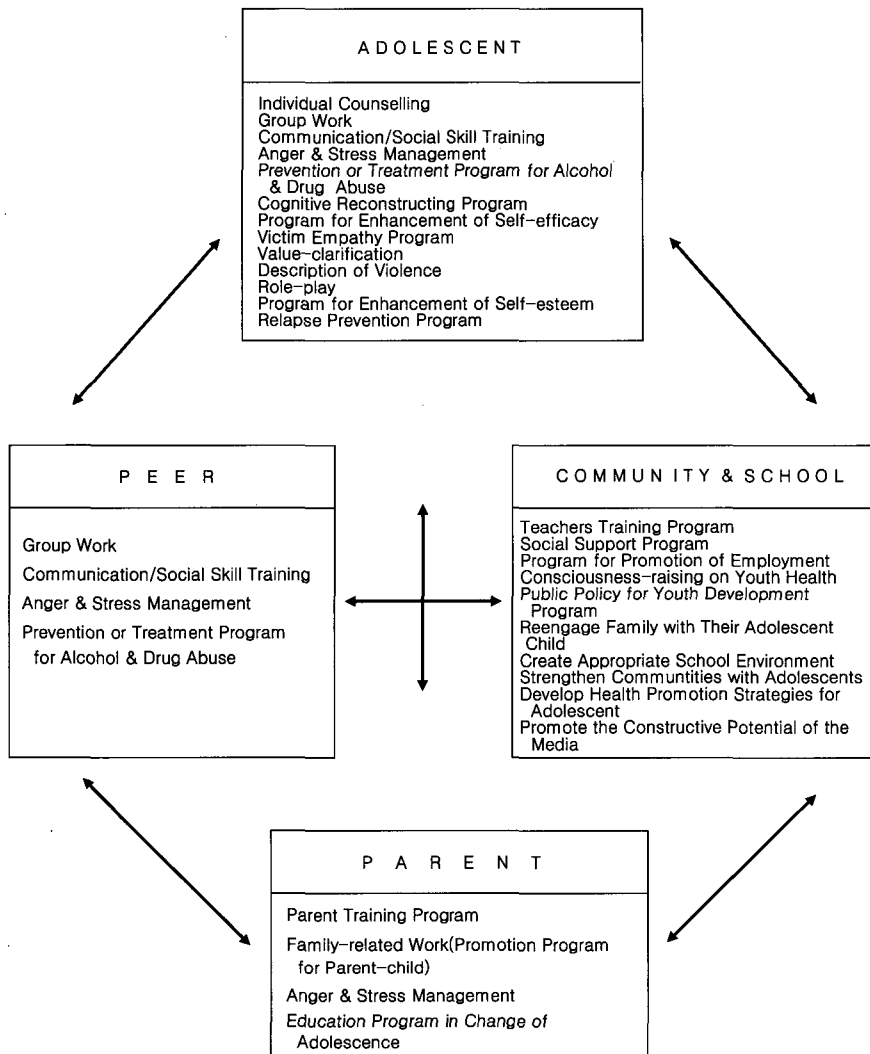 ADOLESCENT
Individual Counselling
Group Work
Communication/Social Skill Training
Anger & Stress Management
Prevention or Treatment Program for Alcohol
& Drug Abuse
Cognitive Reconstructing Program
Program for Enhancement of Self-efficacy
Victim Empathy Program
Value-clarification
Description of Violence
Role-play
Program for Enhancement of Self-esteem
Relapse Prevention Program
PEER
Group Work
Communication/Social Skill Training
Anger & Stress Management
Prevention or Treatment Program
for Alcohol & Drug Abuse
COMMUNITY & SCHOOL
Teachers Training Program
Social Support Program
Program for Promotion of Employment
Consciousness-raising on Youth Health
Public Policy for Youth Development
Program
Reengage Family with Their Adolescent
Child
Create Appropriate School Environment
Strengthen Communtities with Adolescents
Develop Health Promotion Strategies for
Adolescent
Promote the Constructive Potential of the
Media
PARENT
Parent Training Program
Family-related Work(Promotion Program
for Parent-child)
Anger & Stress Management
Education Program in Change of
Adolescence